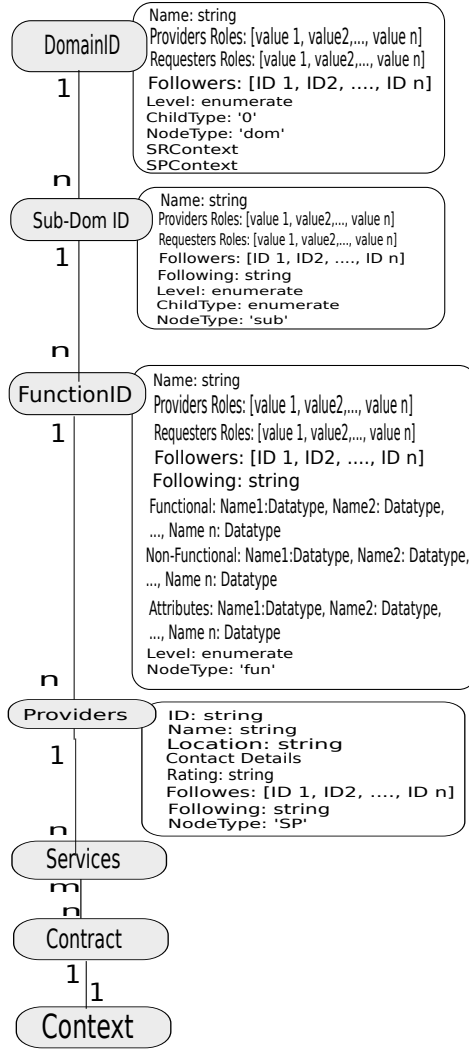 DomainID
Name: string
Providers Roles: [value 1, value2,..., value n]
Requesters Roles: [value 1, value2,..., value n]
Followers: [ID 1, ID2, ...., ID n]
Level: enumerate
ChildType: '0'
NodeType: 'dom'
SRContext
SPContext
1
n
Sub-Dom ID
Name: string
Providers Roles: [value 1, value2,..., value n]
Requesters Roles: [value 1, value2,..., value n]
Followers: [ID 1, ID2, ...., ID n]
Following: string
Level: enumerate
ChildType: enumerate
NodeType: 'sub'
1
n
FunctionID
Name: string
Providers Roles: [value 1, value2,..., value n]
Requesters Roles: [value 1, value2,..., value n]
Followers: [ID 1, ID2, ...., ID n]
Following: string
Functional: Name1:Datatype, Name2: Datatype,
..., Name n: Datatype
Non-Functional: Name1:Datatype, Name2: Datatype,
..., Name n: Datatype
Attributes: Name1:Datatype, Name2: Datatype,
..., Name n: Datatype
Level: enumerate
NodeType: 'fun'
1
n
Providers
ID: string
Name: string
Location: string
Contact Details
Rating: string
Followes: [ID 1, ID2, ...., ID n]
Following: string
NodeType: 'SP'
1
n
Services
m
n
Contract
1
1
Context